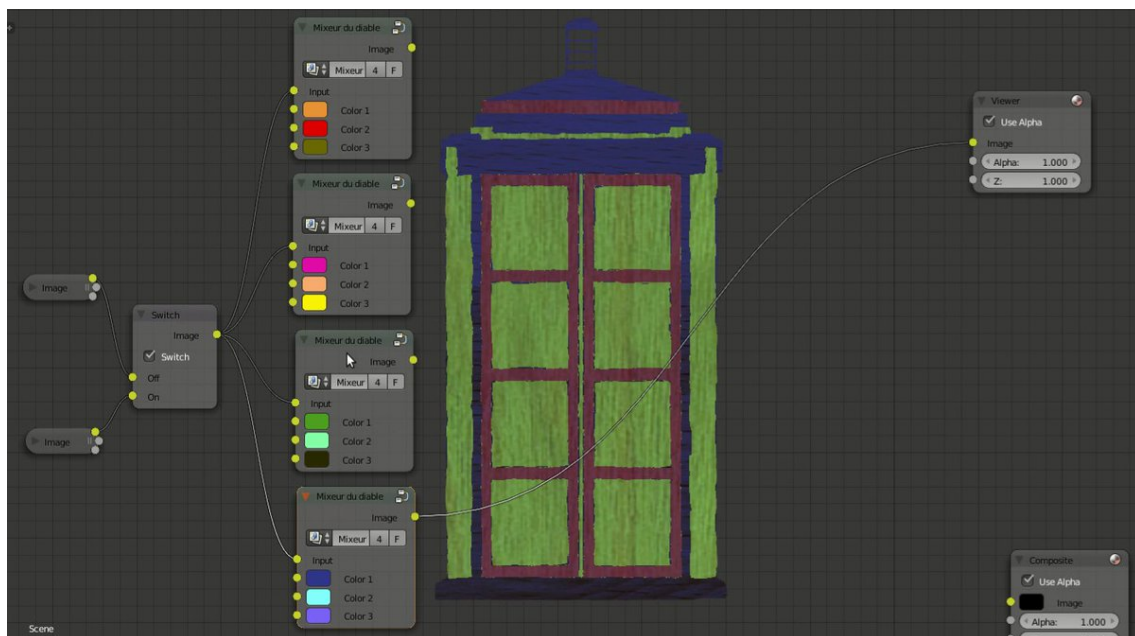 Mixeur du diable
Image
Mixeur 4 F
Input
Color 1
Color 2
Color 3
Mixeur du diable
Image
Mixeur 4 F
Input
Color 1
Color 2
Color 3
Mixeur du diable
Image
Mixeur 4 F
Input
Color 1
Color 2
Color 3
Mixeur du diable
Image
Mixeur 4 F
Input
Color 1
Color 2
Color 3
Image
Switch
Image
Switch
Off
On
Image
Viewer
Use Alpha
Image
Alpha: 1.000
Z: 1.000
Composite
Use Alpha
Image
Alpha: 1.000
Scene